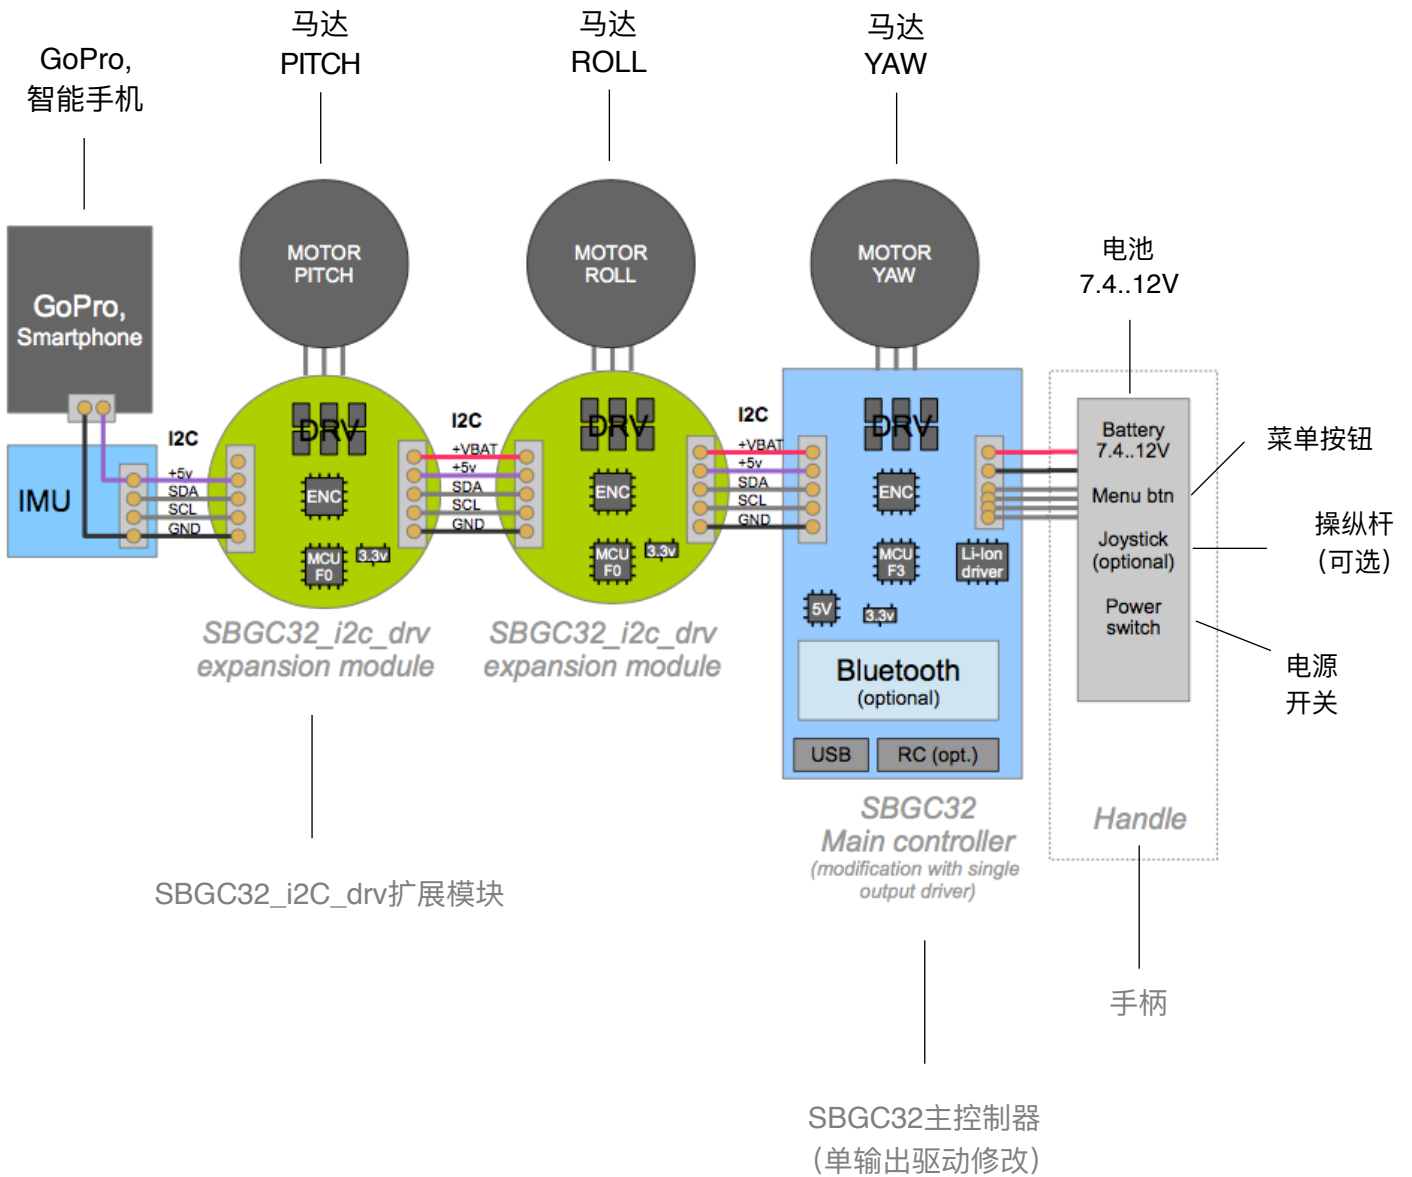 马达
PITCH
马达
ROLL
马达
YAW
GoPro,
智能手机
MOTOR
PITCH
MOTOR
ROLL
MOTOR
YAW
电池
7.4..12V
GoPro,
Smartphone
IMU
I2C
+5v
SDA
SCL
GND
DRV
ENC
MCU
F0
3.3v
I2C
+VBAT
+5v
SDA
SCL
GND
DRV
ENC
MCU
F0
3.3v
I2C
+VBAT
+5v
SDA
SCL
GND
DRV
ENC
MCU
F3
Li-Ion
driver
5V
3.3v
Bluetooth
(optional)
USB
RC (opt.)
Battery
7.4..12V
Menu btn
Joystick
(optional)
Power
switch
菜单按钮
操纵杆
（可选）
电源
开关
SBGC32_i2c_drv
expansion module
SBGC32_i2c_drv
expansion module
SBGC32
Main controller
(modification with single
output driver)
Handle
SBGC32_i2C_drv扩展模块
手柄
SBGC32主控制器
（单输出驱动修改）